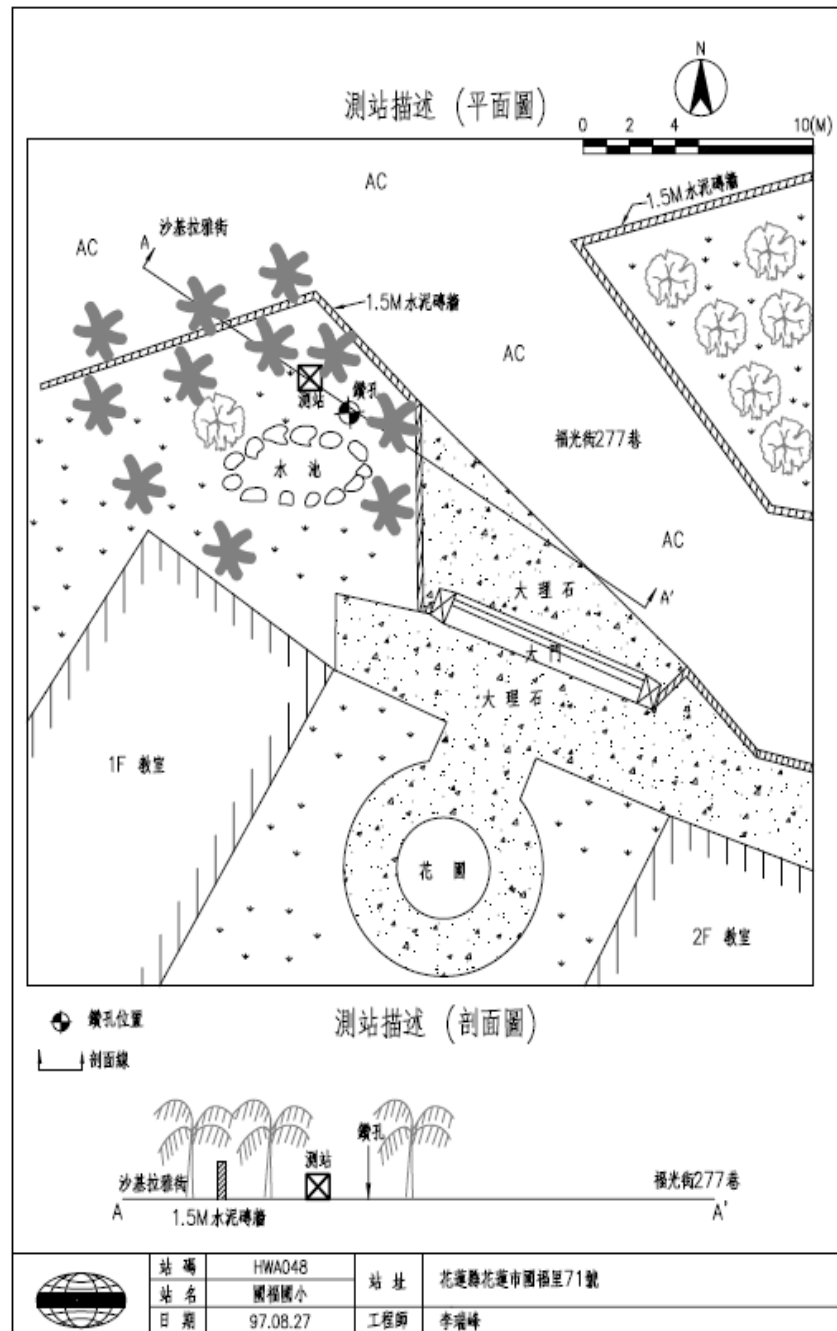 N
測站描述 (平面圖)
0 2 4 10(M)
AC
1.5M 水泥磚牆
沙基拉雅街
A
AC
1.5M 水泥磚牆
AC
鑽孔
測站
福光街277巷
水 池
AC
大 理 石
A'
大 門
大 理 石
1F 教室
花 圃
2F 教室
鑽孔位置
測站描述 (剖面圖)
剖面線
鑽孔
測站
沙基拉雅街
福光街277巷
A
1.5M 水泥磚牆
A'
站 碼 HWA048 站 址 花蓮縣花蓮市國福里71號
站 名 國福國小
日 期 97.08.27 工程師 李瑞峰